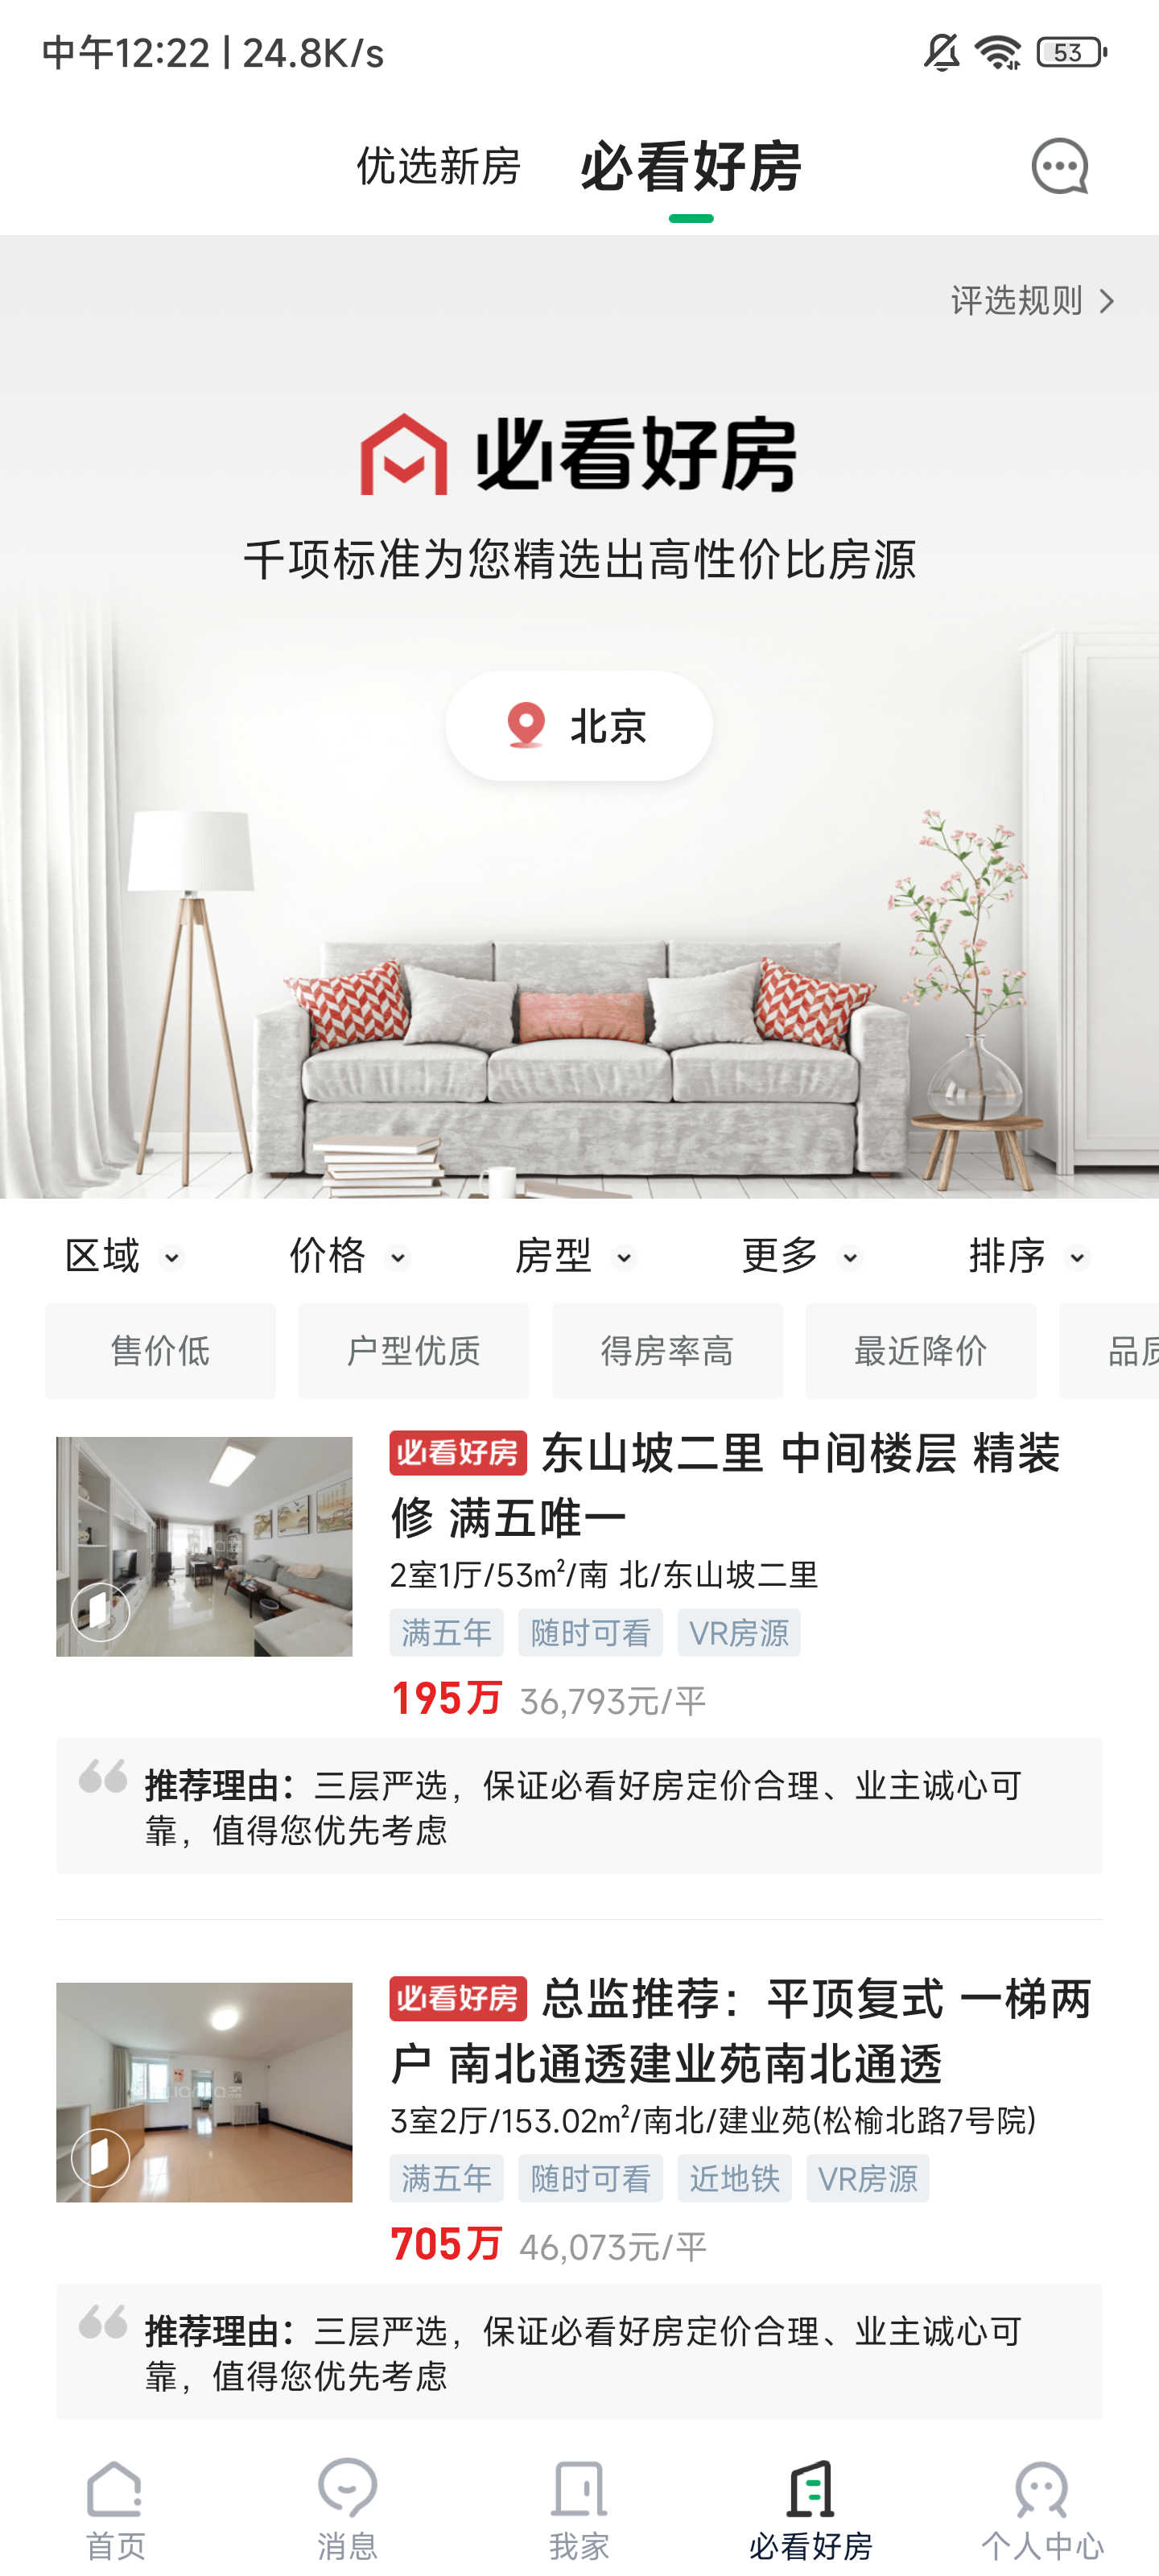 中午12:22 | 24.8K/s
53
优选新房
必看好房
评选规则
必看好房
千项标准为您精选出高性价比房源
北京
区域
价格
房型
更多
排序
售价低
户型优质
得房率高
最近降价
必看好房 东山坡二里 中间楼层 精装
修 满五唯一
2室1厅/53㎡/南 北/东山坡二里
满五年
随时可看
VR房源
195万 36,793元/平
推荐理由：三层严选，保证必看好房定价合理、业主诚心可
靠，值得您优先考虑
必看好房 总监推荐：平顶复式 一梯两
户 南北通透建业苑南北通透
3室2厅/153.02㎡/南北/建业苑(松榆北路7号院)
满五年
随时可看
近地铁
VR房源
705万 46,073元/平
推荐理由：三层严选，保证必看好房定价合理、业主诚心可
靠，值得您优先考虑
首页
消息
我家
必看好房
个人中心